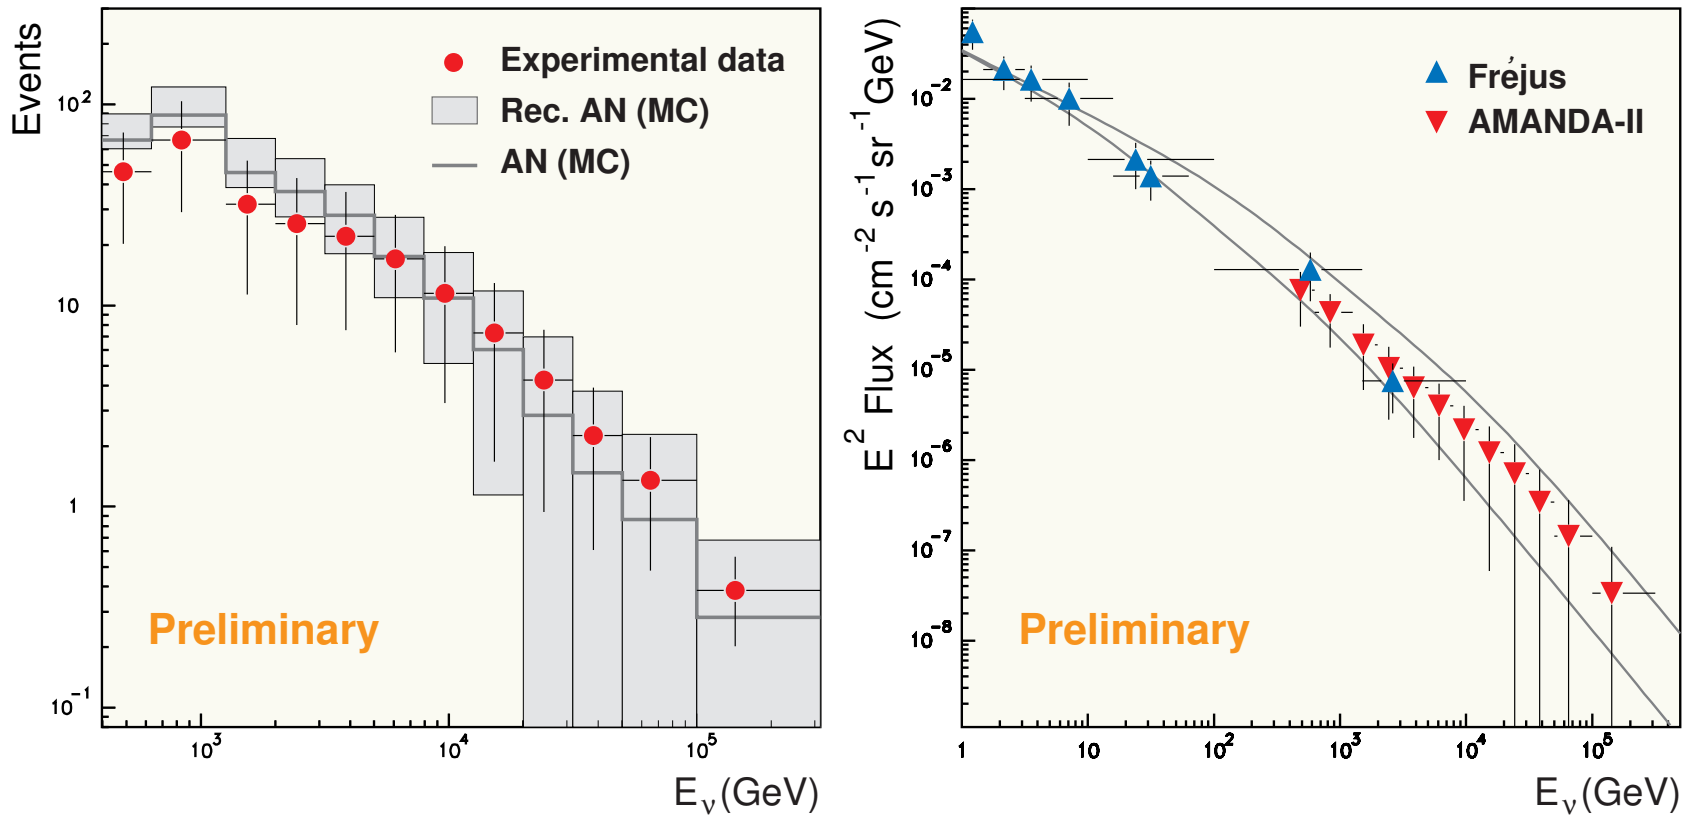 Events
10²
10
1
10⁻¹
Experimental data
Rec. AN (MC)
AN (MC)
Preliminary
10³ 10⁴ 10⁵
E_ν (GeV)
E² Flux (cm⁻² s⁻¹ sr⁻¹ GeV)
10⁻²
10⁻³
10⁻⁴
10⁻⁵
10⁻⁶
10⁻⁷
10⁻⁸
Fréjus
AMANDA-II
Preliminary
1 10 10² 10³ 10⁴ 10⁵
E_ν (GeV)